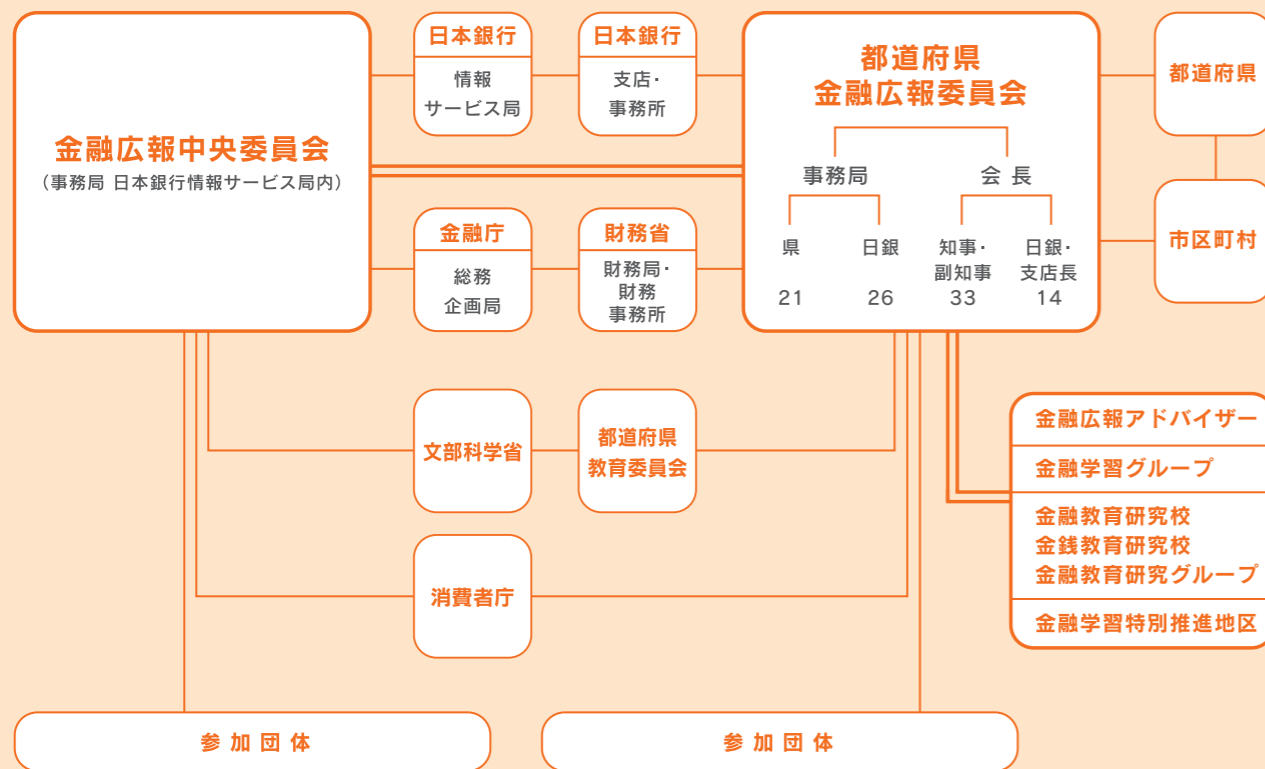 金融広報中央委員会
（事務局 日本銀行情報サービス局内）
日本銀行
情報
サービス局
日本銀行
支店・
事務所
金融庁
総務
企画局
財務省
財務局・
財務
事務所
都道府県
金融広報委員会
事務局
会 長
県
日銀
知事・
副知事
日銀・
支店長
21
26
33
14
都道府県
市区町村
文部科学省
都道府県
教育委員会
消費者庁
金融広報アドバイザー
金融学習グループ
金融教育研究校
金銭教育研究校
金融教育研究グループ
金融学習特別推進地区
参 加 団 体
参 加 団 体